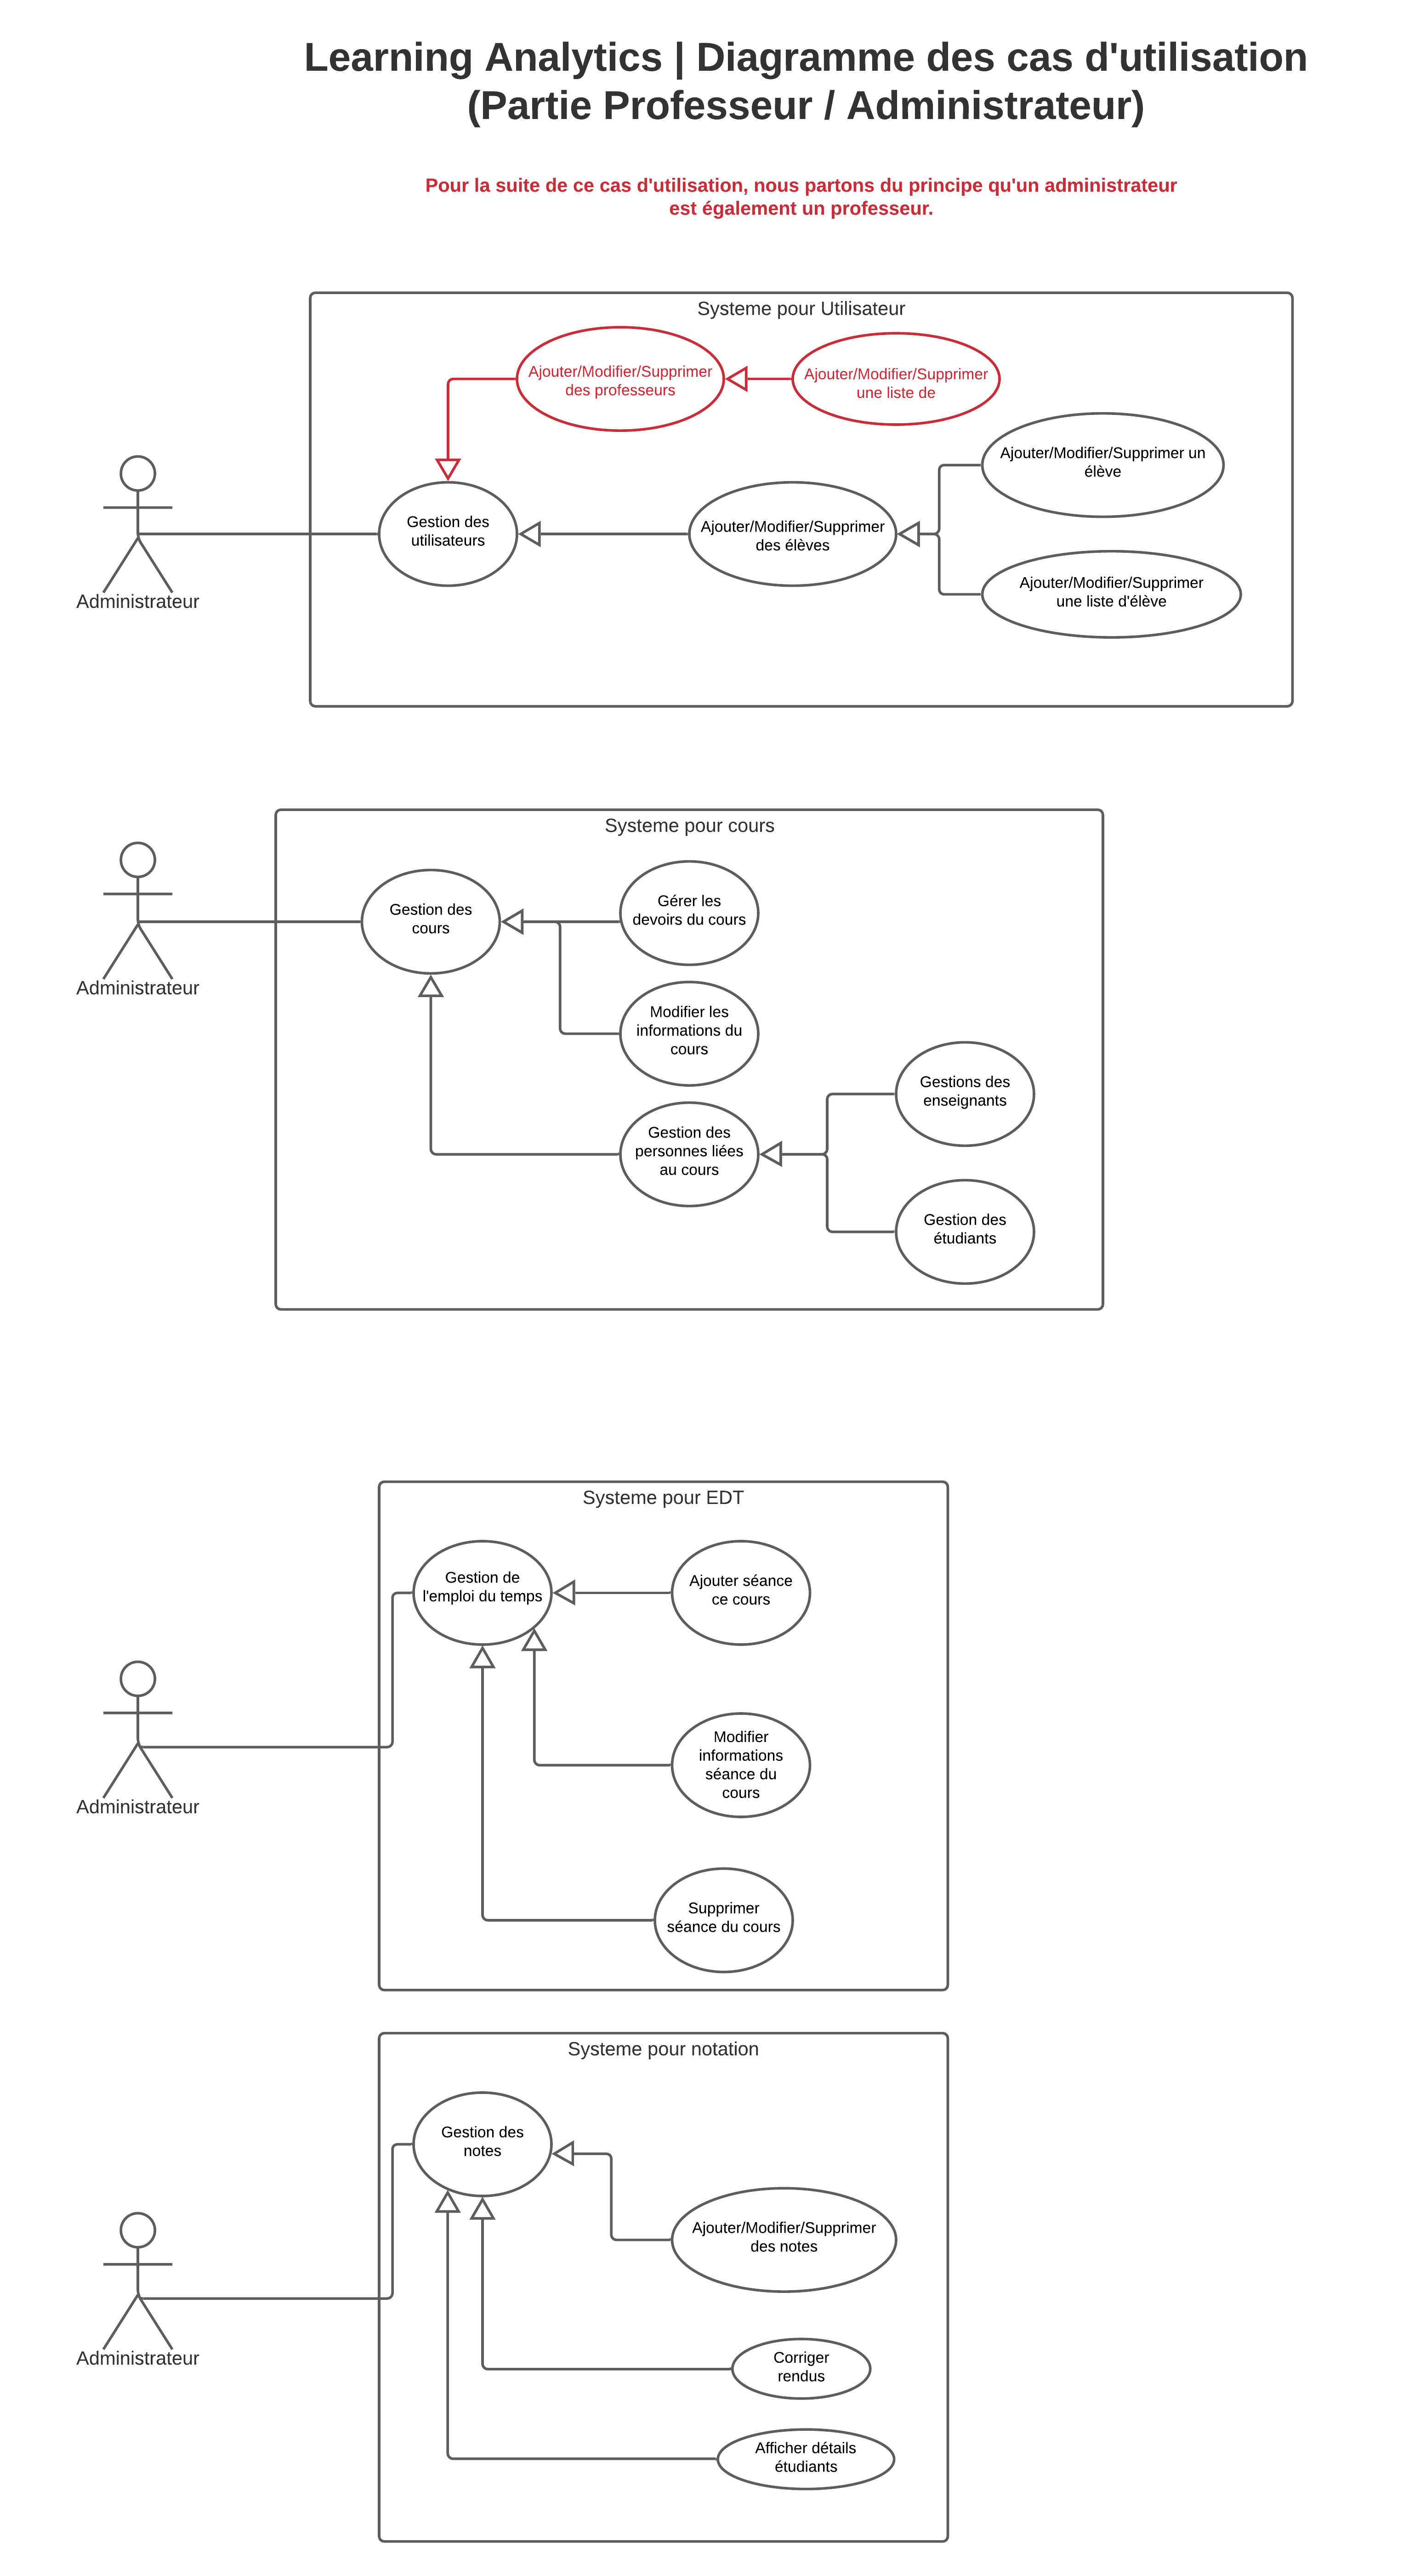 Learning Analytics | Diagramme des cas d'utilisation
(Partie Professeur / Administrateur)
Pour la suite de ce cas d'utilisation, nous partons du principe qu'un administrateur
est également un professeur.
Systeme pour Utilisateur
Ajouter/Modifier/Supprimer
des professeurs
Ajouter/Modifier/Supprimer
une liste de
Ajouter/Modifier/Supprimer un
élève
Gestion des
utilisateurs
Ajouter/Modifier/Supprimer
des élèves
Ajouter/Modifier/Supprimer
une liste d'élève
Administrateur
Systeme pour cours
Gestion des
cours
Gérer les
devoirs du cours
Administrateur
Modifier les
informations du
cours
Gestions des
enseignants
Gestion des
personnes liées
au cours
Gestion des
étudiants
Systeme pour EDT
Gestion de
l'emploi du temps
Ajouter séance
ce cours
Modifier
informations
séance du
cours
Administrateur
Supprimer
séance du cours
Systeme pour notation
Gestion des
notes
Ajouter/Modifier/Supprimer
des notes
Administrateur
Corriger
rendus
Afficher détails
étudiants